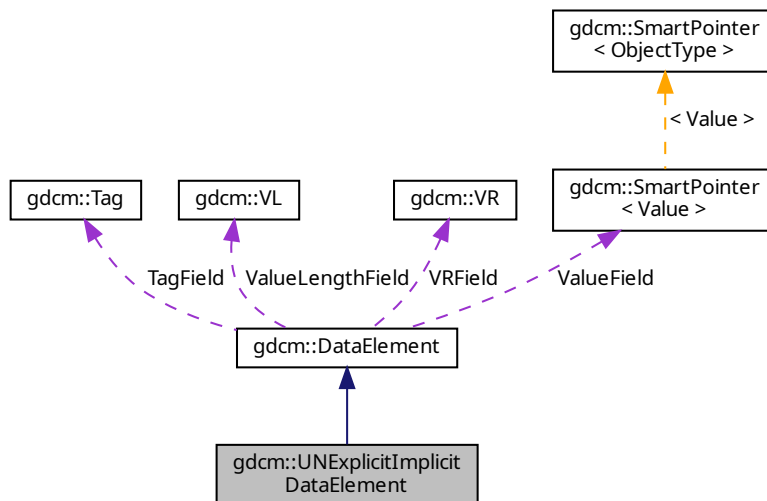 gdcm::SmartPointer
< ObjectType >
< Value >
gdcm::Tag
gdcm::VL
gdcm::VR
gdcm::SmartPointer
< Value >
TagField
ValueLengthField
VRField
ValueField
gdcm::DataElement
gdcm::UNExplicitImplicit
DataElement